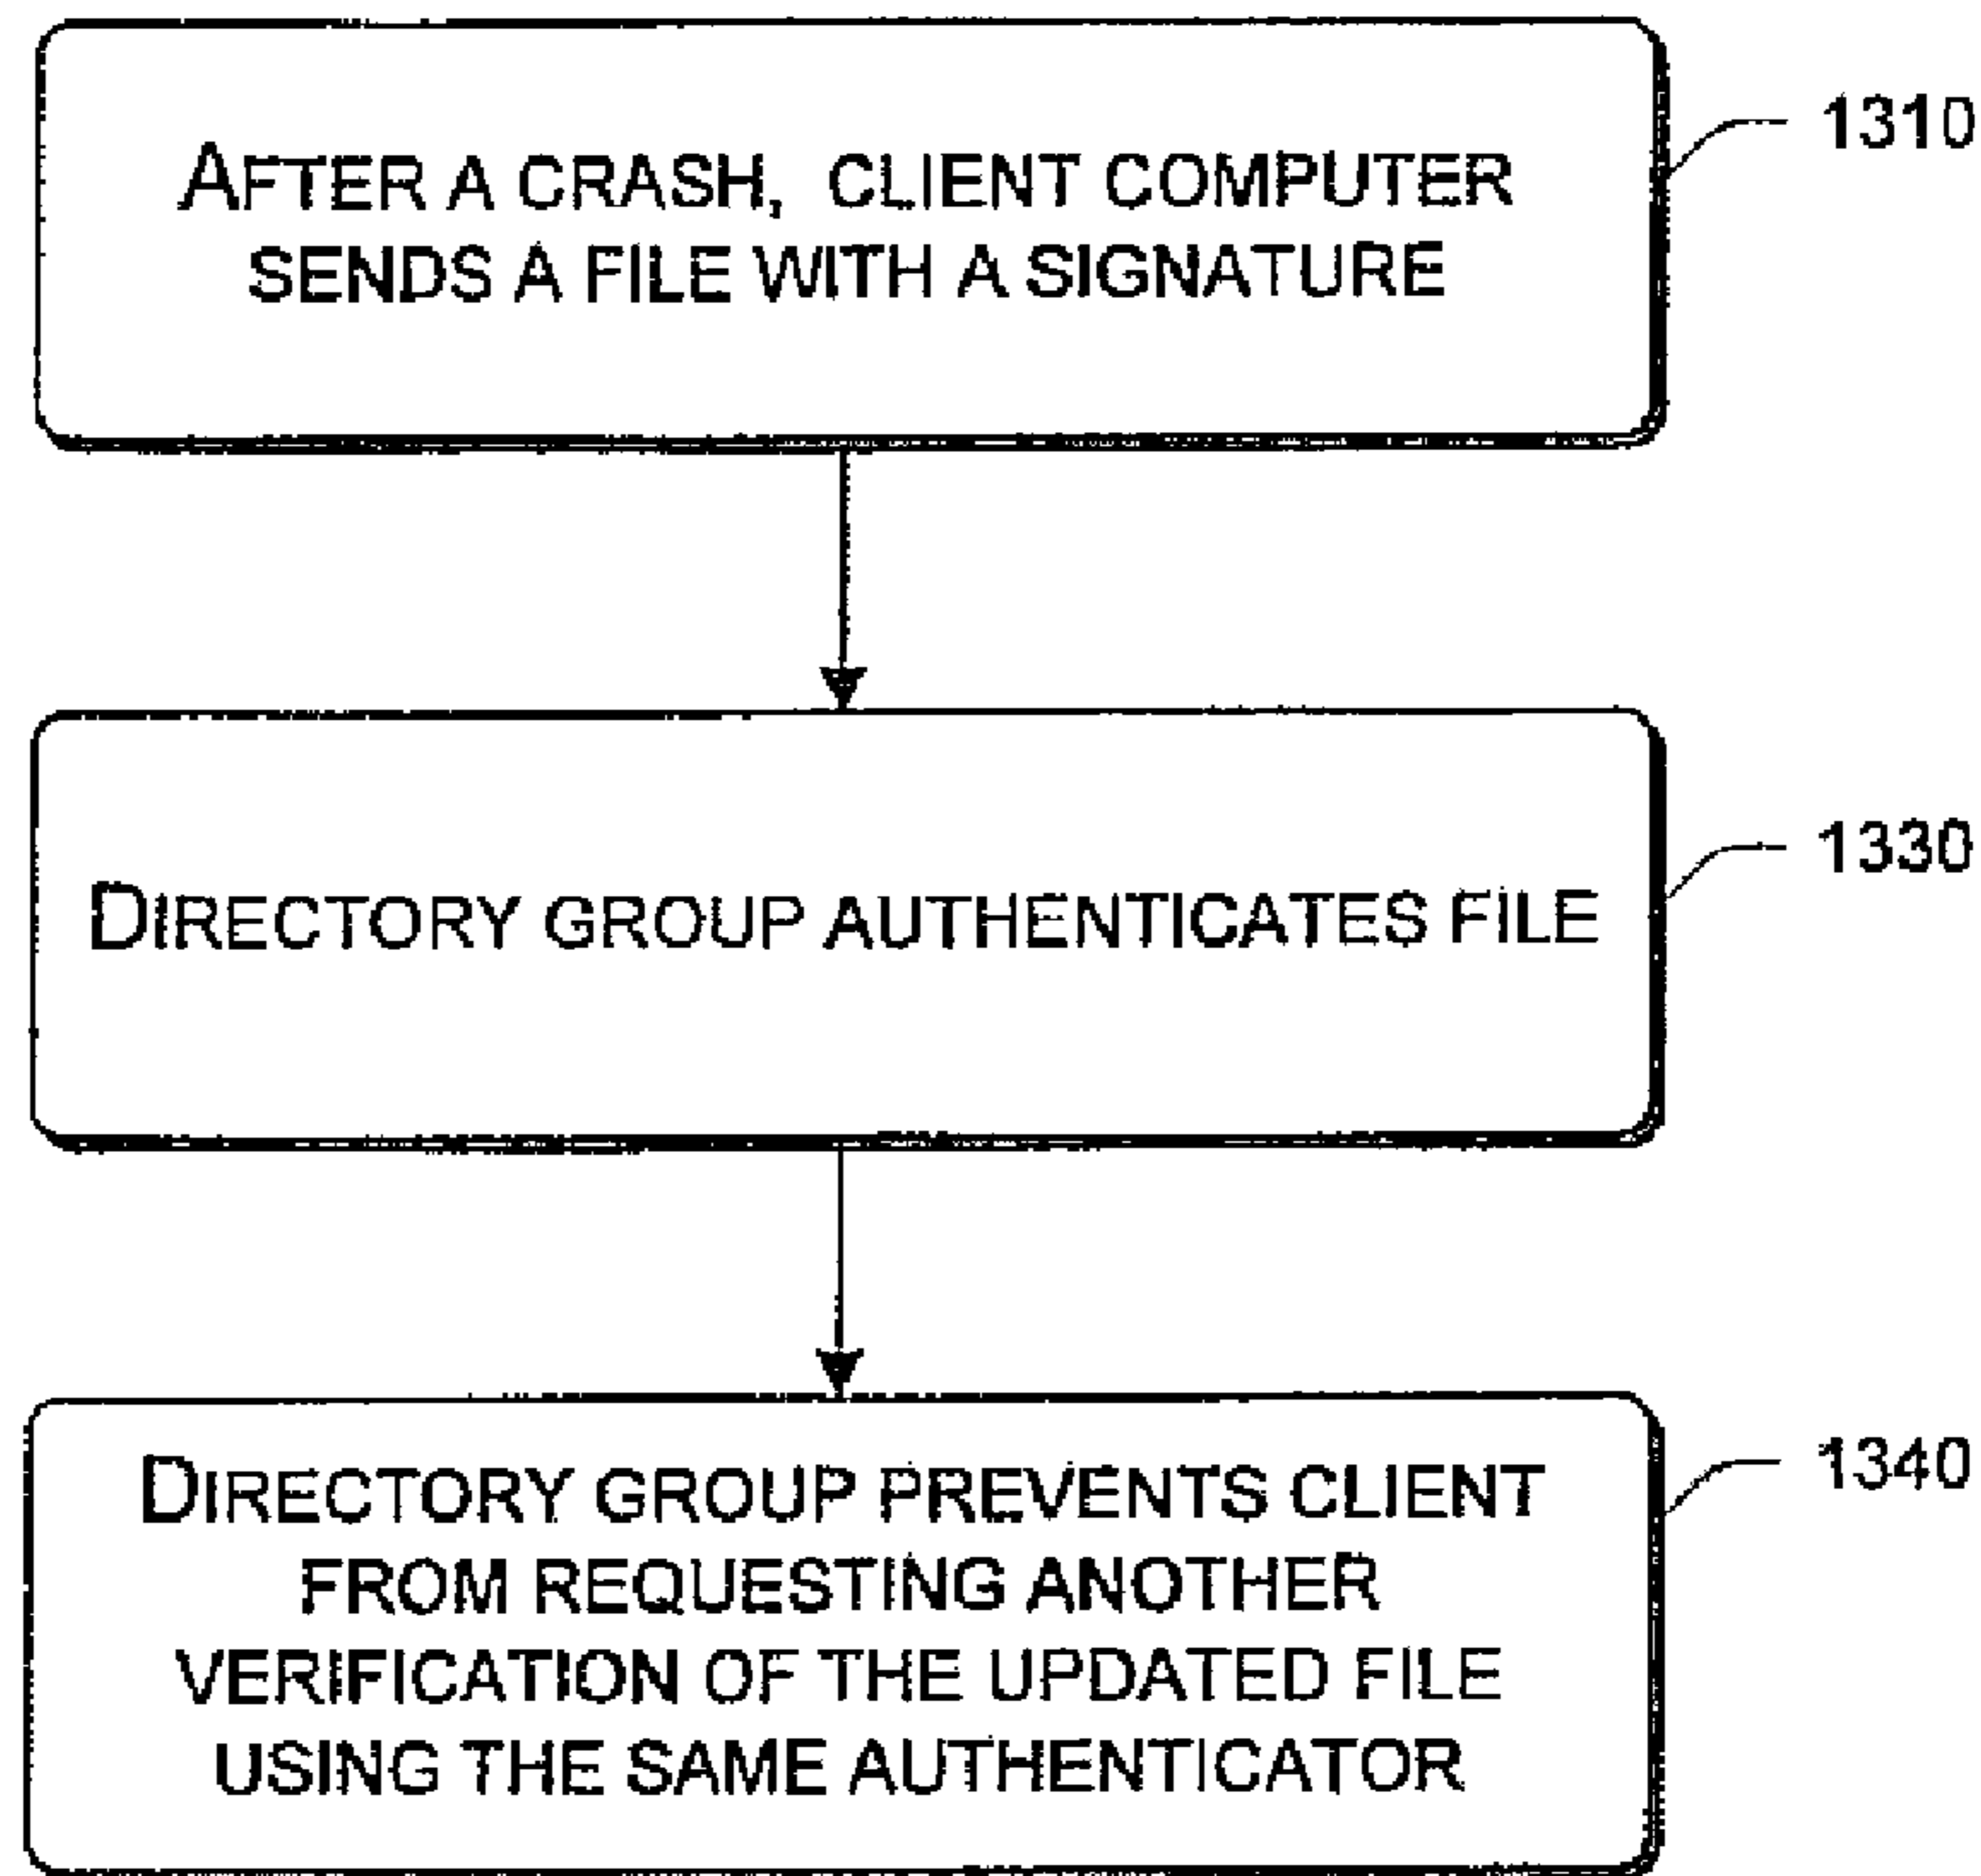 AFTER A CRASH, CLIENT COMPUTER
SENDS A FILE WITH A SIGNATURE
1310
DIRECTORY GROUP AUTHENTICATES FILE
1330
DIRECTORY GROUP PREVENTS CLIENT
FROM REQUESTING ANOTHER
VERIFICATION OF THE UPDATED FILE
USING THE SAME AUTHENTICATOR
1340